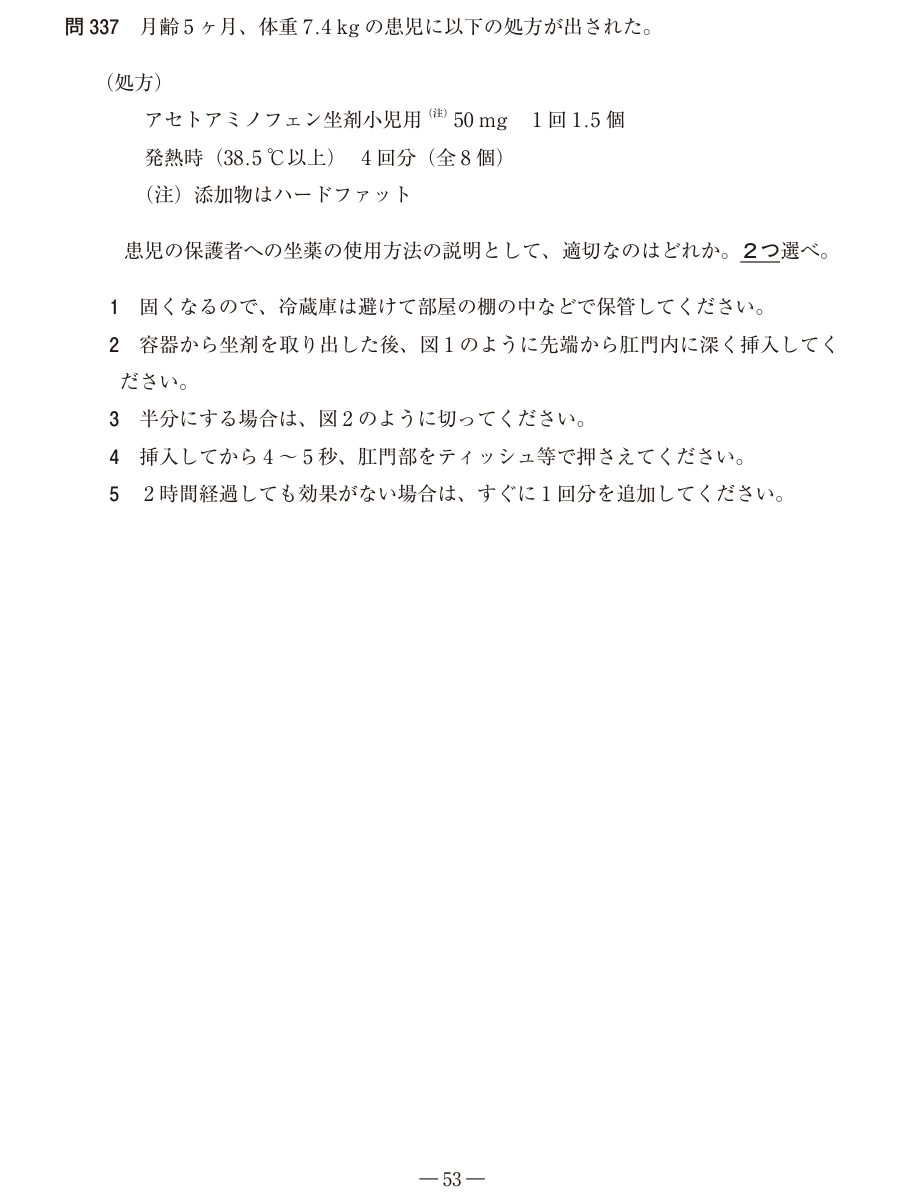 問 337 月齢5ヶ月、体重7.4 kg の患児に以下の処方が出された。
（処方）
アセトアミノフェン坐剤小児用（注）50 mg 1回1.5個
発熱時（38.5 ℃以上） 4回分（全8個）
（注）添加物はハードファット
患児の保護者への坐薬の使用方法の説明として、適切なのはどれか。2つ選べ。
1 固くなるので、冷蔵庫は避けて部屋の棚の中などで保管してください。
2 容器から坐剤を取り出した後、図1のように先端から肛門内に深く挿入してく
ださい。
3 半分にする場合は、図2のように切ってください。
4 挿入してから4～5秒、肛門部をティッシュ等で押さえてください。
5 2時間経過しても効果がない場合は、すぐに1回分を追加してください。
― 53 ―